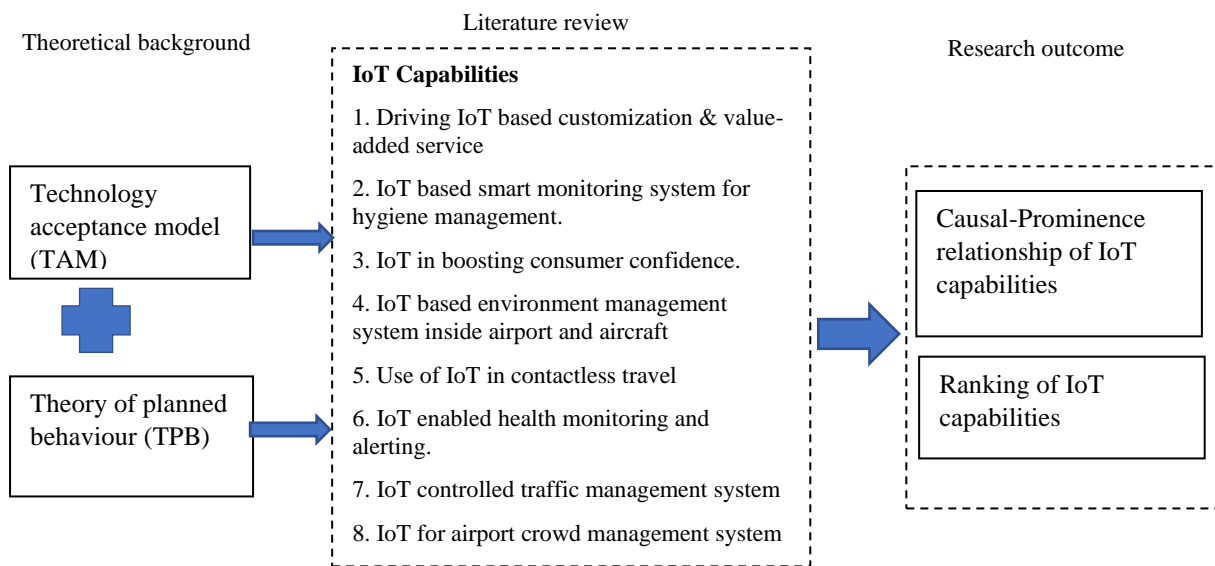 Theoretical background
Literature review
Research outcome
Technology
acceptance model
(TAM)
Theory of planned
behaviour (TPB)
IoT Capabilities
1. Driving IoT based customization & value-
added service
2. IoT based smart monitoring system for
hygiene management.
3. IoT in boosting consumer confidence.
4. IoT based environment management
system inside airport and aircraft
5. Use of IoT in contactless travel
6. IoT enabled health monitoring and
alerting.
7. IoT controlled traffic management system
8. IoT for airport crowd management system
Causal-Prominence
relationship of IoT
capabilities
Ranking of IoT
capabilities